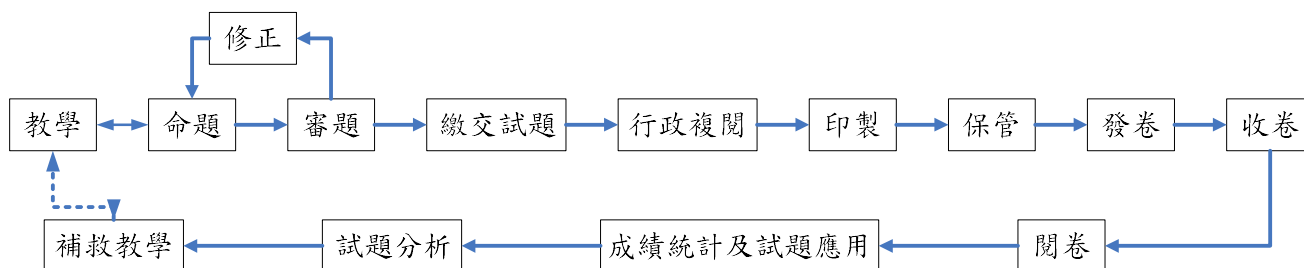 修正
教學 命題 審題 繳交試題 行政複閱 印製 保管 發卷 收卷
補救教學 試題分析 成績統計及試題應用 閱卷